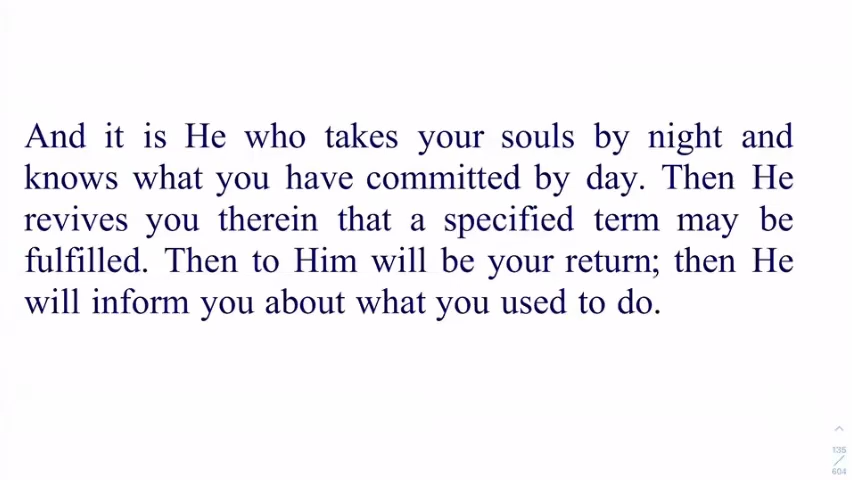 And it is He who takes your souls by night and
knows what you have committed by day. Then He
revives you therein that a specified term may be
fulfilled. Then to Him will be your return; then He
will inform you about what you used to do.
135
604